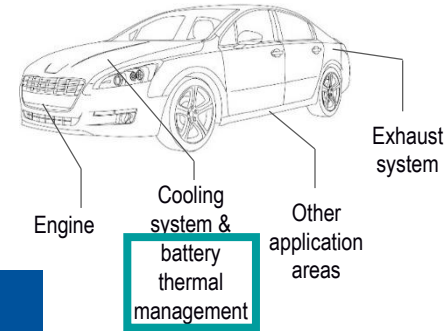 Engine
Cooling
system &
battery
thermal
management
Other
application
areas
Exhaust
system